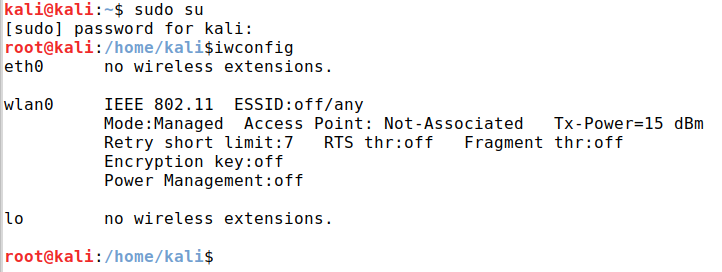 kali@kali:~$ sudo su
[sudo] password for kali:
root@kali:/home/kali$iwconfig
eth0      no wireless extensions.
wlan0     IEEE 802.11  ESSID:off/any
          Mode:Managed  Access Point: Not-Associated   Tx-Power=15 dBm
          Retry short limit:7   RTS thr:off   Fragment thr:off
          Encryption key:off
          Power Management:off
lo        no wireless extensions.
root@kali:/home/kali$